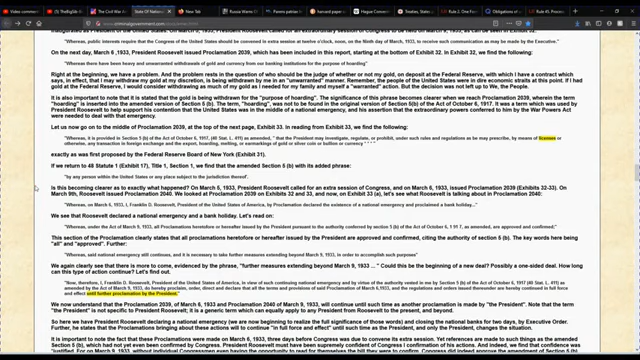 (1) YouTube
(1) TheBigBl
The Civil War
State Of National
Russia Warns O
Farms patriot
harvard paper
Hague Convent
Treaties, States,
Rule 2. One F
Obligations of
Rule 4½. Proces
www.criminalgovernment.com
"Whereas, public interests require that the Congress of the United States should be convened in extra session at twelve o'clock, noon, on the Ninth day of March, 1933, to receive such communication as may be made by the Executive."
On the next day, March 6 ,1933, President Roosevelt issued Proclamation 2039, which has been included in this report, starting at the bottom of Exhibit 32. In Exhibit 32, we find the following:
"Whereas there have been heavy and unwarranted withdrawals of gold and currency from our banking institutions for the purpose of hoarding"
Right at the beginning, we have a problem. And the problem rests in the question of who should be the judge of whether or not my gold, on deposit at the Federal Reserve, with which I have a contract which
says, in effect, that I may withdraw my gold at my discretion, is being withdrawn by me in an "unwarranted" manner. Remember, the people of the United States were in dire economic straits at this point. If I had
gold at the Federal Reserve, I would consider withdrawing as much of my gold as I needed for my family and myself a "warranted" action. But the decision was not left up to We, the People.
It is also important to note that it is stated that the gold is being withdrawn for the "purpose of hoarding". The significance of this phrase becomes clearer when we reach Proclamation 2039, wherein the term
"hoarding" is inserted into the amended version of Section 5 (b). The term, "hoarding", was not to be found in the original version of Section 5(b) of the Act of October 6, 1917. It was a term which was used by
President Roosevelt to help support his contention that the United States was in the middle of a national emergency, and his assertion that the extraordinary powers conferred to him by the War Powers Act
were needed to deal with that emergency.
Let us now go on to the middle of Proclamation 2039, at the top of the next page, Exhibit 33. In reading from Exhibit 33, we find the following:
"Whereas, it is provided in Section 5 (b) of the Act of October 6, 1917, (40 Stat. L. 411) as amended, " that the President may investigate, regulate, or prohibit, under such rules and regulations as he may prescribe, by means of licenses or
otherwise, any transaction in foreign exchange and the export, hoarding, melting, or earmarkings of gold or silver coin or bullion or currency
exactly as was first proposed by the Federal Reserve Board of New York (Exhibit 31).
If we return to 48 Statute 1 (Exhibit 17), Title 1, Section 1, we find that the amended Section 5 (b) with its added phrase:
"by any person within the United States or any place subject to the jurisdiction thereof.
Is this becoming clearer as to exactly what happened? On March 5, 1933, President Roosevelt called for an extra session of Congress, and on March 6, 1933, issued Proclamation 2039 (Exhibits 32-33). On
March 9th, Roosevelt issued Proclamation 2040. We looked at Proclamation 2039 on Exhibits 32 and 33, and now, on Exhibit 33 (a), let's see what Roosevelt is talking about in Proclamation 2040:
"Whereas, on March 6, 1933, I, Franklin D. Roosevelt, President of the United States of America, by Proclamation declared the existence of a national emergency and proclaimed a bank holiday..."
We see that Roosevelt declared a national emergency and a bank holiday. Let's read on:
"Whereas, under the Act of March 9, 1933, all Proclamations heretofore or hereafter issued by the President pursuant to the authority conferred by section 5 (b) of the Act of October 6, 1 91 7, as amended, are approved and confirmed;"
This section of the Proclamation clearly states that all proclamations heretofore or hereafter issued by the President are approved and confirmed, citing the authority of section 5 (b). The key words here being
"all" and "approved". Further:
"Whereas, said national emergency still continues, and it is necessary to take further measures extending beyond March 9, 1933, in order to accomplish such purposes"
We again clearly see that there is more to come, evidenced by the phrase, "further measures extending beyond March 9, 1933 ... " Could this be the beginning of a new deal? Possibly a one-sided deal. How long
can this type of action continue? Let's find out.
"Now, therefore, I, Franklin D. Roosevelt, President of the United States of America, in view of such continuing national emergency and by virtue of the authority vested in me by Section 5 (b) of the Act of October 6, 1917 (40 Stat. L. 411)
as amended by the Act of March 9, 1933, do hereby proclaim, order, direct and declare that all the terms and provisions of said Proclamation of March 6, 1933, and the regulations and orders issued thereunder are hereby continued in full force
and effect until further proclamation by the President."
We now understand that the Proclamation 2039, of March 6, 1933 and Proclamation 2040 of March 9, 1933, will continue until such time as another proclamation is made by "the President". Note that the term
"the President" is not specific to President Roosevelt; it is a generic term which can equally apply to any President from Roosevelt to the present, and beyond.
So here we have President Roosevelt declaring a national emergency (we are now beginning to realize the full significance of those words) and closing the national banks for two days, by Executive Order.
Further, he states that the Proclamations bringing about these actions will continue "in full force and effect" until such time as the President, and only the President, changes the situation.
It is important to note the fact that these Proclamations were made on March 6, 1933, three days before Congress was due to convene its extra session. Yet references are made to such things as the amended
Section 5 (b), which had not yet even been confirmed by Congress. President Roosevelt must have been supremely confident of Congress's confirmation of his actions. And indeed, we find that confidence was